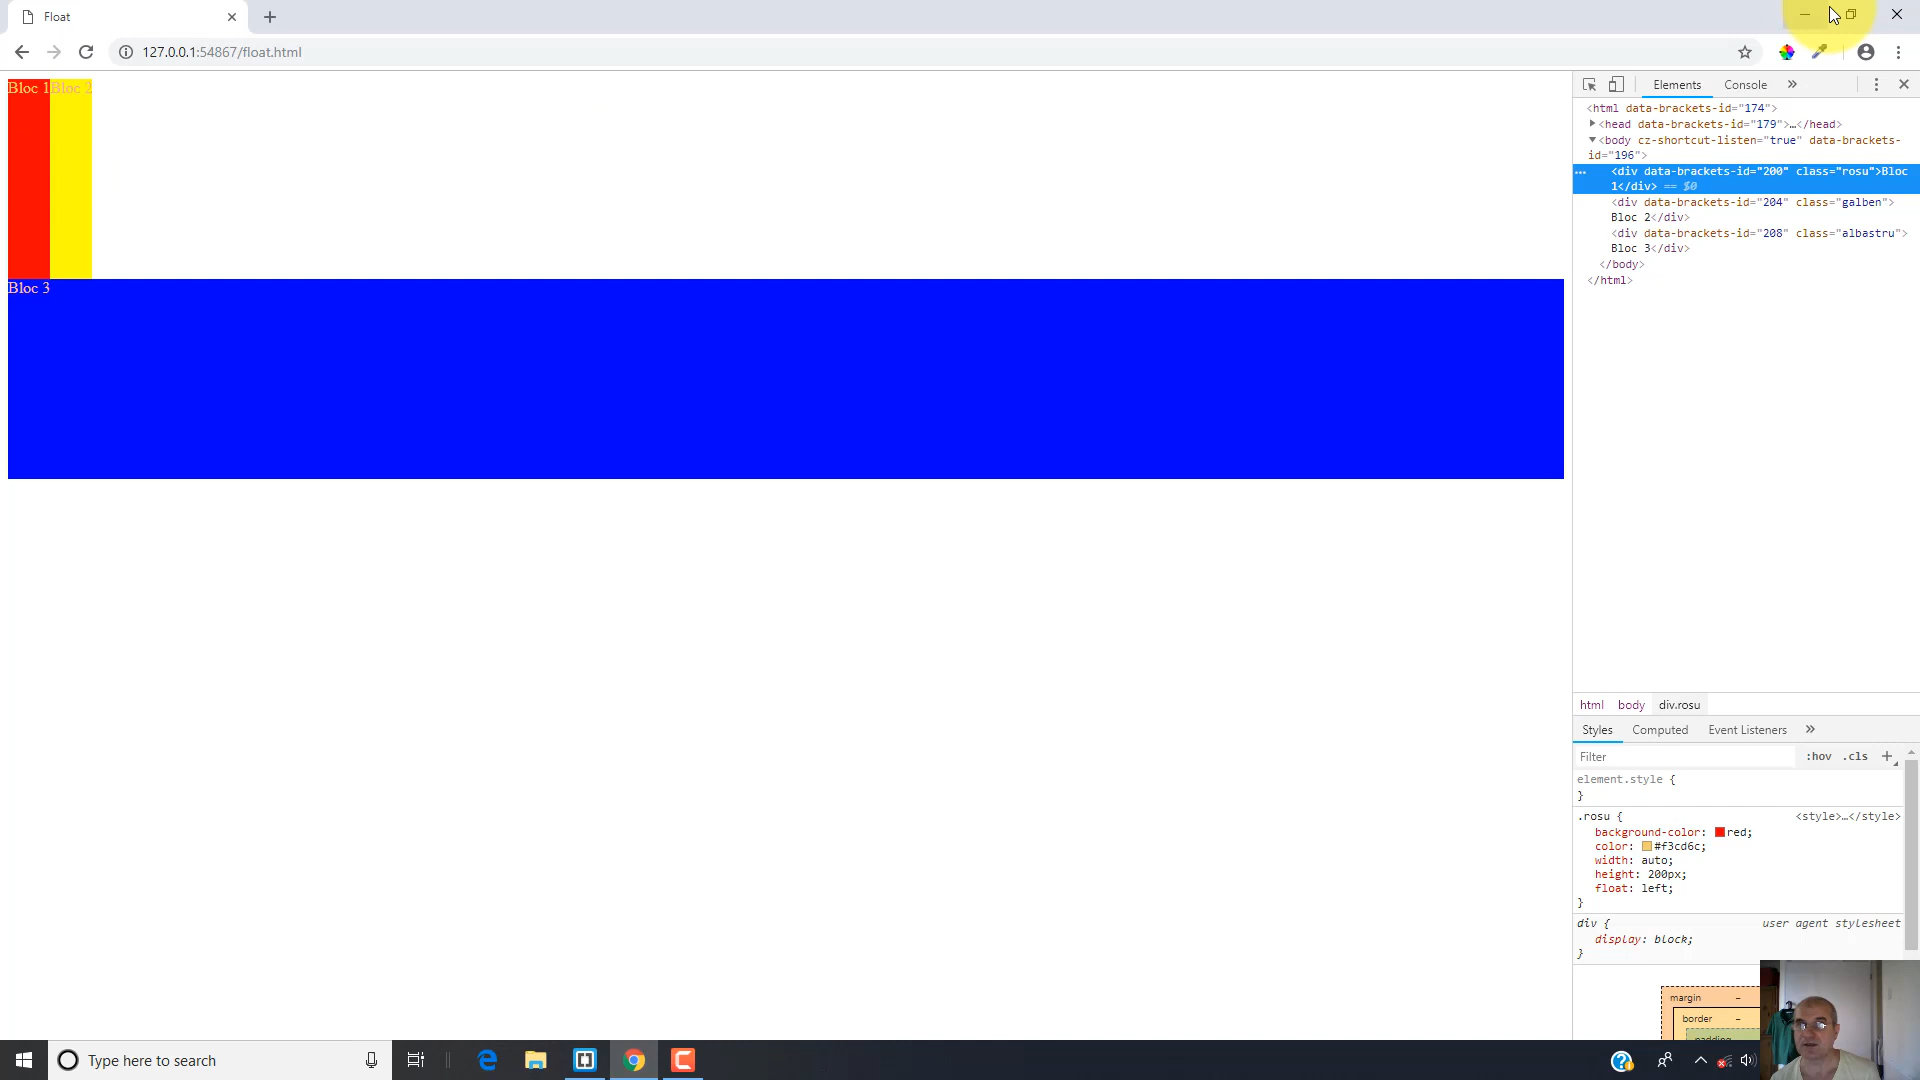 Float
127.0.0.1:54867/float.html
Bloc 1
Bloc 2
Bloc 3
Elements
Console
<html data-brackets-id="174">
<head data-brackets-id="179">…</head>
<body cz-shortcut-listen="true" data-brackets-
id="196">
<div data-brackets-id="200" class="rosu">Bloc
1</div> == $0
<div data-brackets-id="204" class="galben">
Bloc 2</div>
<div data-brackets-id="208" class="albastru">
Bloc 3</div>
</body>
</html>
html body div.rosu
Styles Computed Event Listeners
Filter
:hov .cls
element.style {
}
.rosu { <style>…</style>
background-color: red;
color: #f3cd6c;
width: auto;
height: 200px;
float: left;
}
div { user agent stylesheet
display: block;
}
margin –
border –
padding
Type here to search